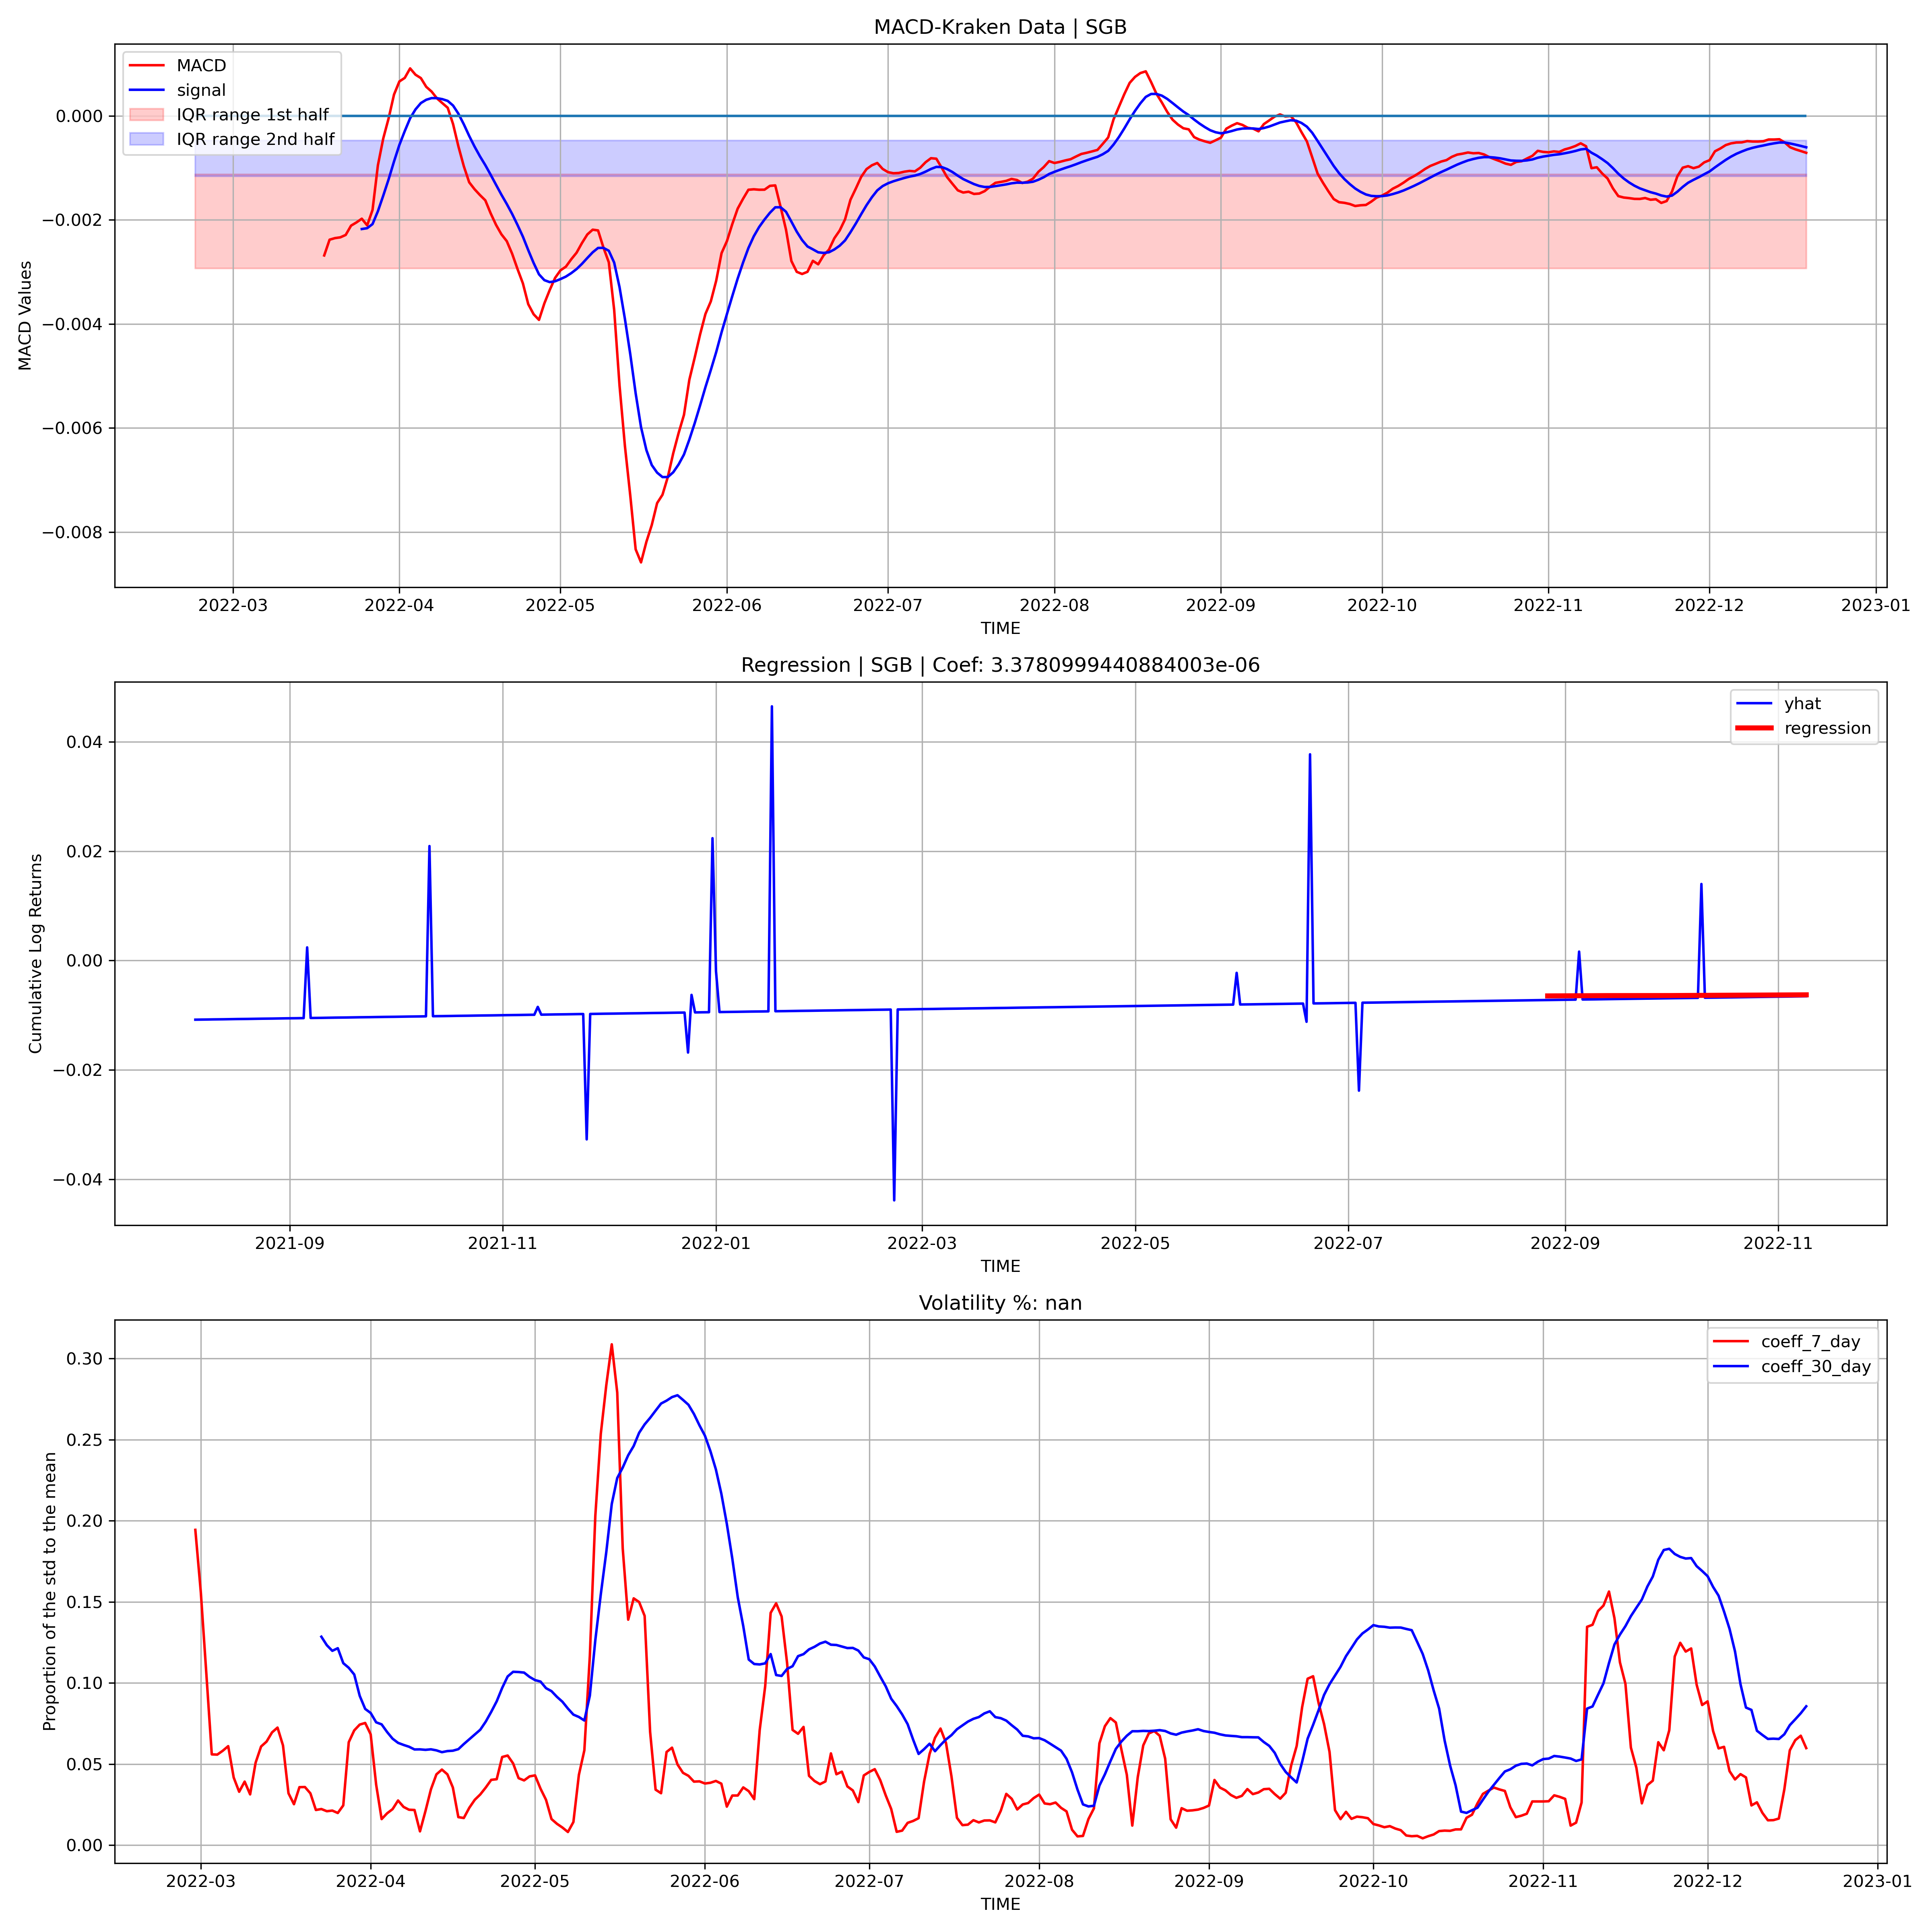 MACD-Kraken Data | SGB
MACD
signal
IQR range 1st half
IQR range 2nd half
0.000
−0.002
−0.004
−0.006
−0.008
MACD Values
2022-03 2022-04 2022-05 2022-06 2022-07 2022-08 2022-09 2022-10 2022-11 2022-12 2023-01
TIME
Regression | SGB | Coef: 3.3780999440884003e-06
yhat
regression
0.04
0.02
0.00
−0.02
−0.04
Cumulative Log Returns
2021-09 2021-11 2022-01 2022-03 2022-05 2022-07 2022-09 2022-11
TIME
Volatility %: nan
coeff_7_day
coeff_30_day
0.30
0.25
0.20
0.15
0.10
0.05
0.00
Proportion of the std to the mean
2022-03 2022-04 2022-05 2022-06 2022-07 2022-08 2022-09 2022-10 2022-11 2022-12 2023-01
TIME